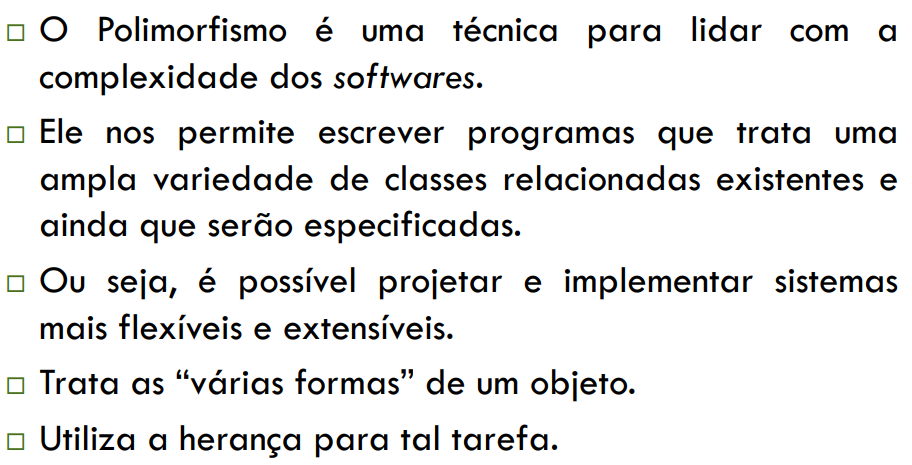 O Polimorfismo é uma técnica para lidar com a
complexidade dos softwares.
Ele nos permite escrever programas que trata uma
ampla variedade de classes relacionadas existentes e
ainda que serão especificadas.
Ou seja, é possível projetar e implementar sistemas
mais flexíveis e extensíveis.
Trata as “várias formas” de um objeto.
Utiliza a herança para tal tarefa.